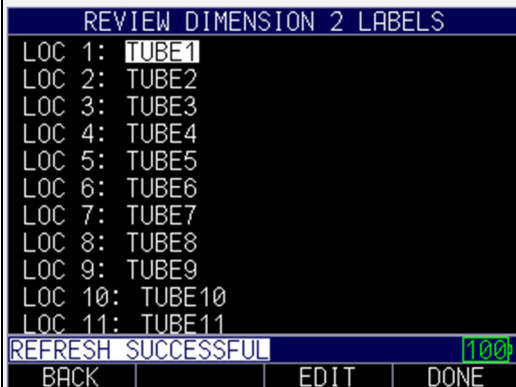 REVIEW DIMENSION 2 LABELS
LOC 1: TUBE1
LOC 2: TUBE2
LOC 3: TUBE3
LOC 4: TUBE4
LOC 5: TUBE5
LOC 6: TUBE6
LOC 7: TUBE7
LOC 8: TUBE8
LOC 9: TUBE9
LOC 10: TUBE10
LOC 11: TUBE11
REFRESH SUCCESSFUL 100
BACK EDIT DONE